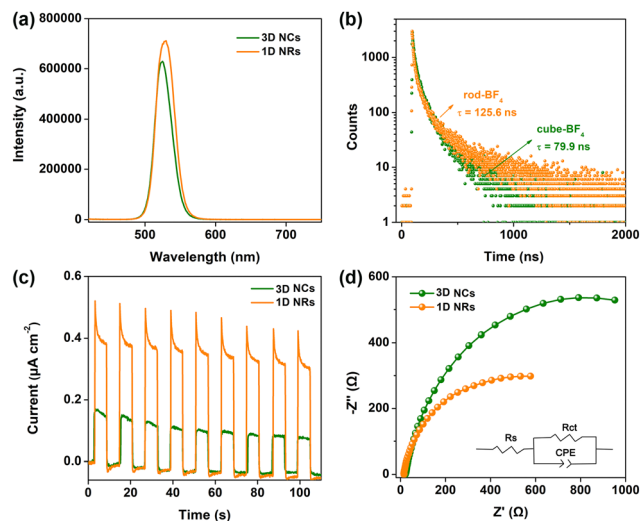 (a)
3D NCs
1D NRs
Intensity (a.u.)
800000
600000
400000
200000
0
500
600
700
Wavelength (nm)
(b)
rod-BF4
τ = 125.6 ns
cube-BF4
τ = 79.9 ns
Counts
1000
100
10
1
0
500
1000
1500
2000
Time (ns)
(c)
3D NCs
1D NRs
Current (μA cm⁻²)
0.6
0.4
0.2
0.0
0
20
40
60
80
100
Time (s)
(d)
3D NCs
1D NRs
-Z'' (Ω)
600
300
0
Rs
Rct
CPE
0
200
400
600
800
1000
Z' (Ω)